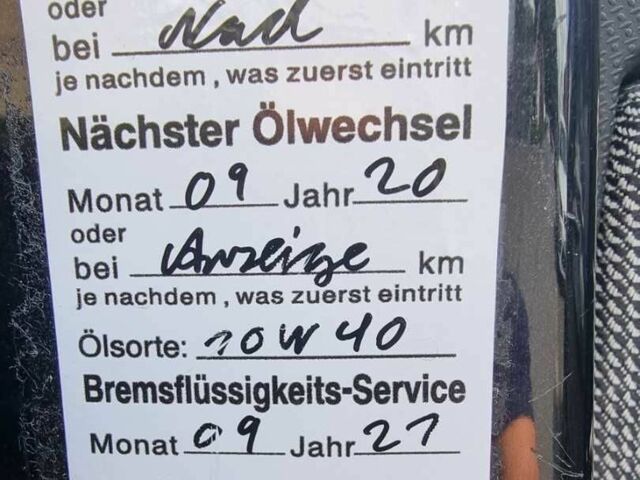 oder
bei Nach km
je nachdem , was zuerst eintritt
Nächster Ölwechsel
Monat 09 Jahr 20
oder
bei Anzeige km
je nachdem , was zuerst eintritt
Ölsorte: 10W40
Bremsflüssigkeits-Service
Monat 09 Jahr 21